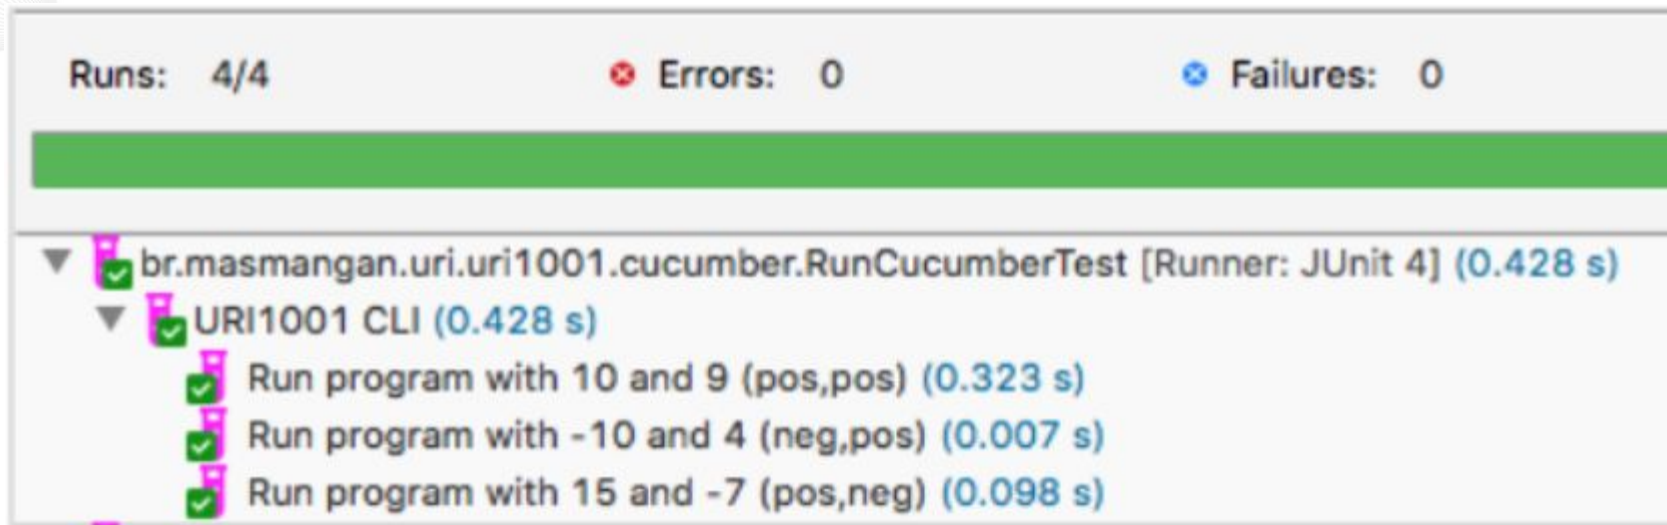 Runs: 4/4 Errors: 0 Failures: 0
br.masmangan.uri.uri1001.cucumber.RunCucumberTest [Runner: JUnit 4] (0.428 s)
URI1001 CLI (0.428 s)
Run program with 10 and 9 (pos,pos) (0.323 s)
Run program with -10 and 4 (neg,pos) (0.007 s)
Run program with 15 and -7 (pos,neg) (0.098 s)